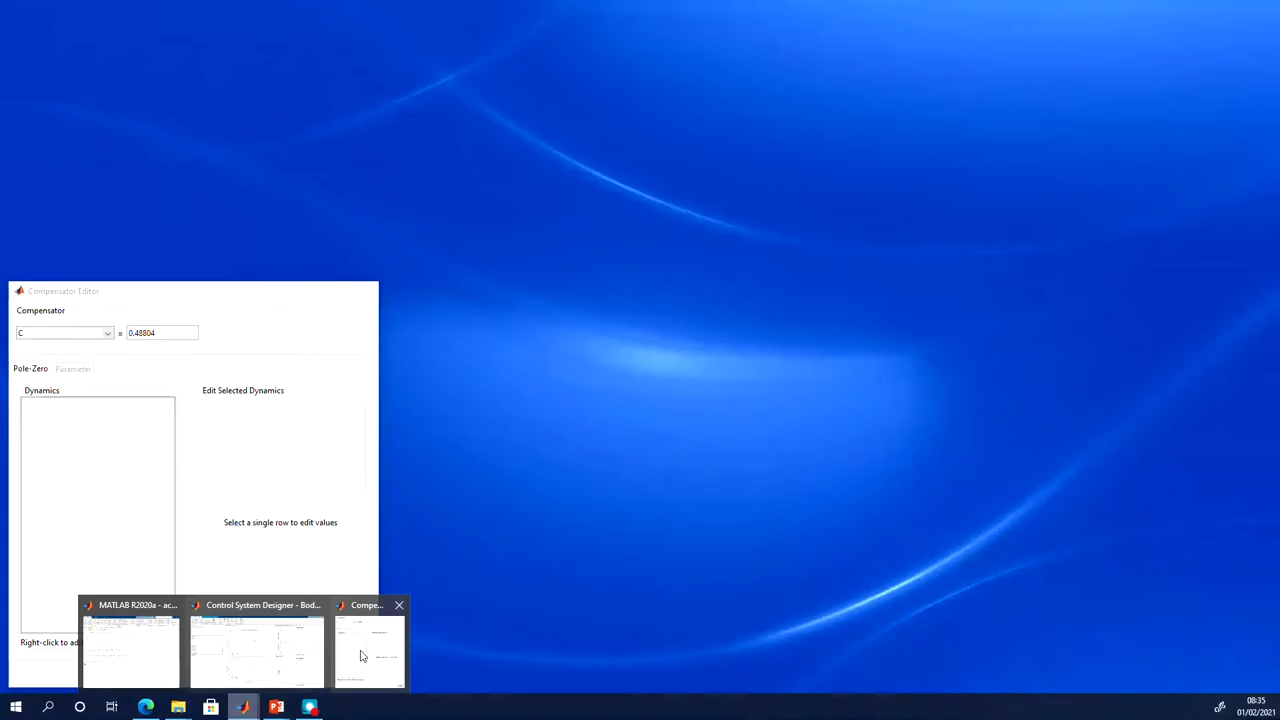 Compensator Editor
Compensator
C
= 0.48804
Pole-Zero Parameter
Dynamics
Edit Selected Dynamics
Select a single row to edit values
Right-click to ad
MATLAB R2020a - ac...
Control System Designer - Bod...
Compe...
08:35
01/02/2021